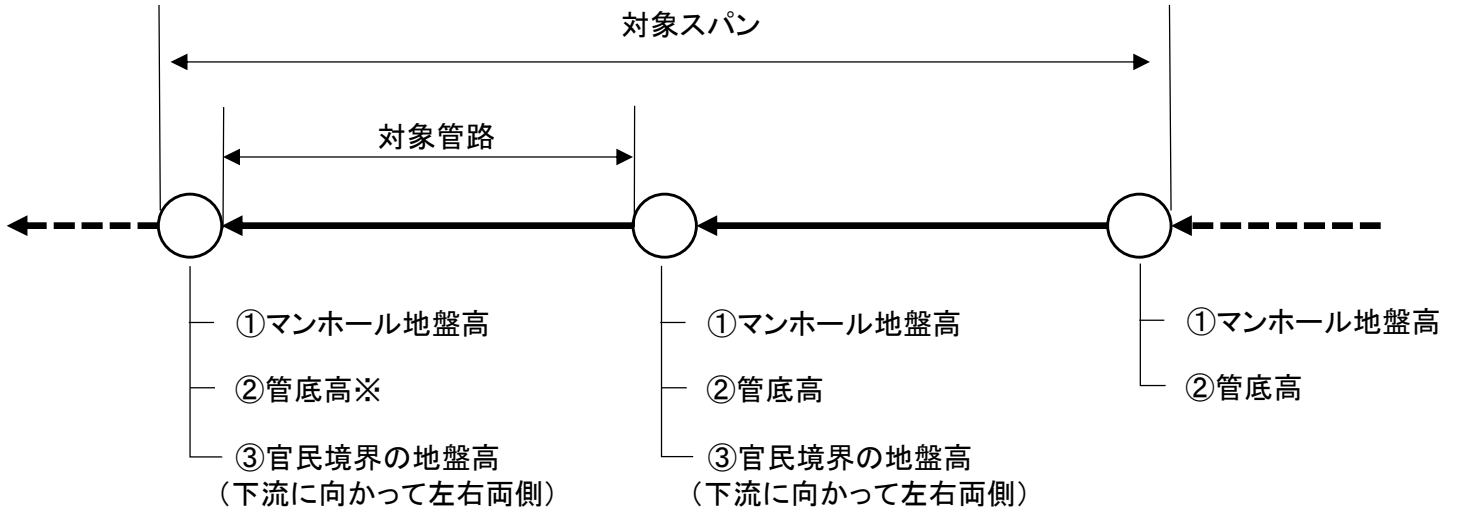 対象スパン
対象管路
①マンホール地盤高
②管底高※
③官民境界の地盤高
（下流に向かって左右両側）
①マンホール地盤高
②管底高
③官民境界の地盤高
（下流に向かって左右両側）
①マンホール地盤高
②管底高